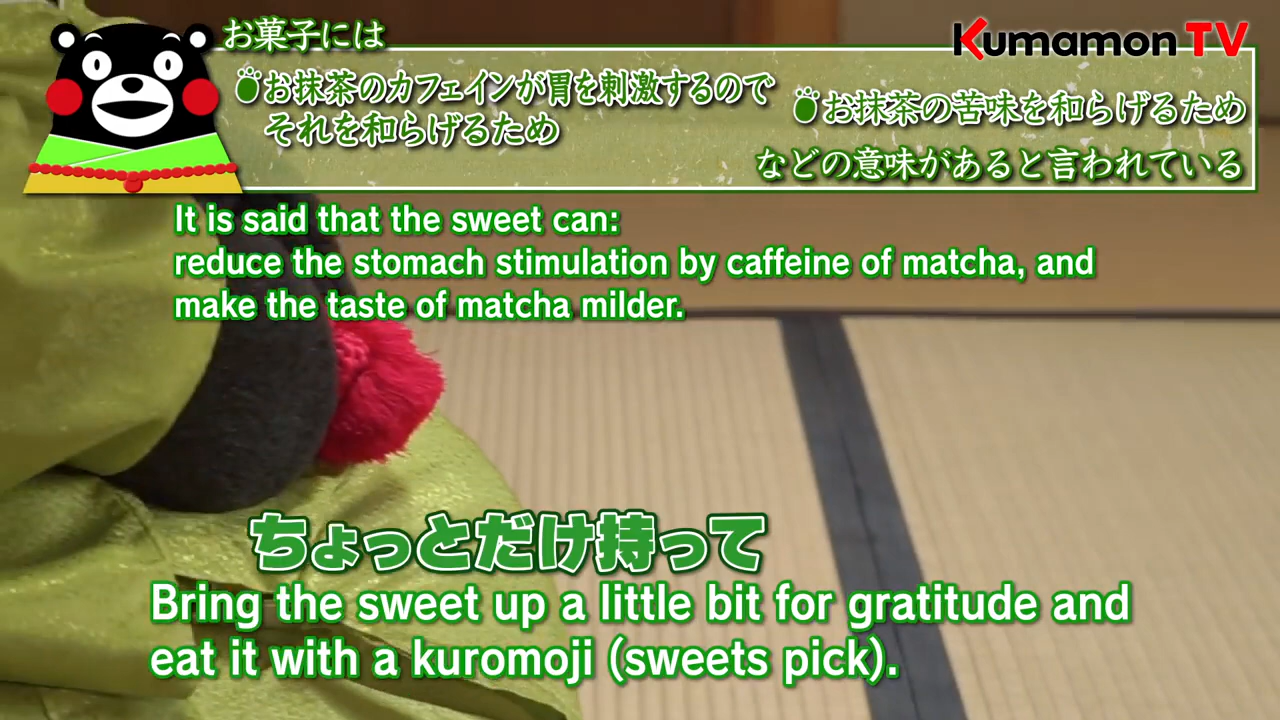 お菓子には
Kumamon TV
お抹茶のカフェインが胃を刺激するので
それを和らげるため
お抹茶の苦味を和らげるため
などの意味があると言われている
It is said that the sweet can:
reduce the stomach stimulation by caffeine of matcha, and
make the taste of matcha milder.
ちょっとだけ持って
Bring the sweet up a little bit for gratitude and
eat it with a kuromoji (sweets pick).